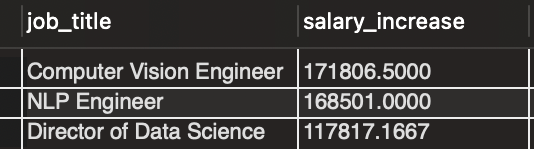 job_title salary_increase
Computer Vision Engineer 171806.5000
NLP Engineer 168501.0000
Director of Data Science 117817.1667